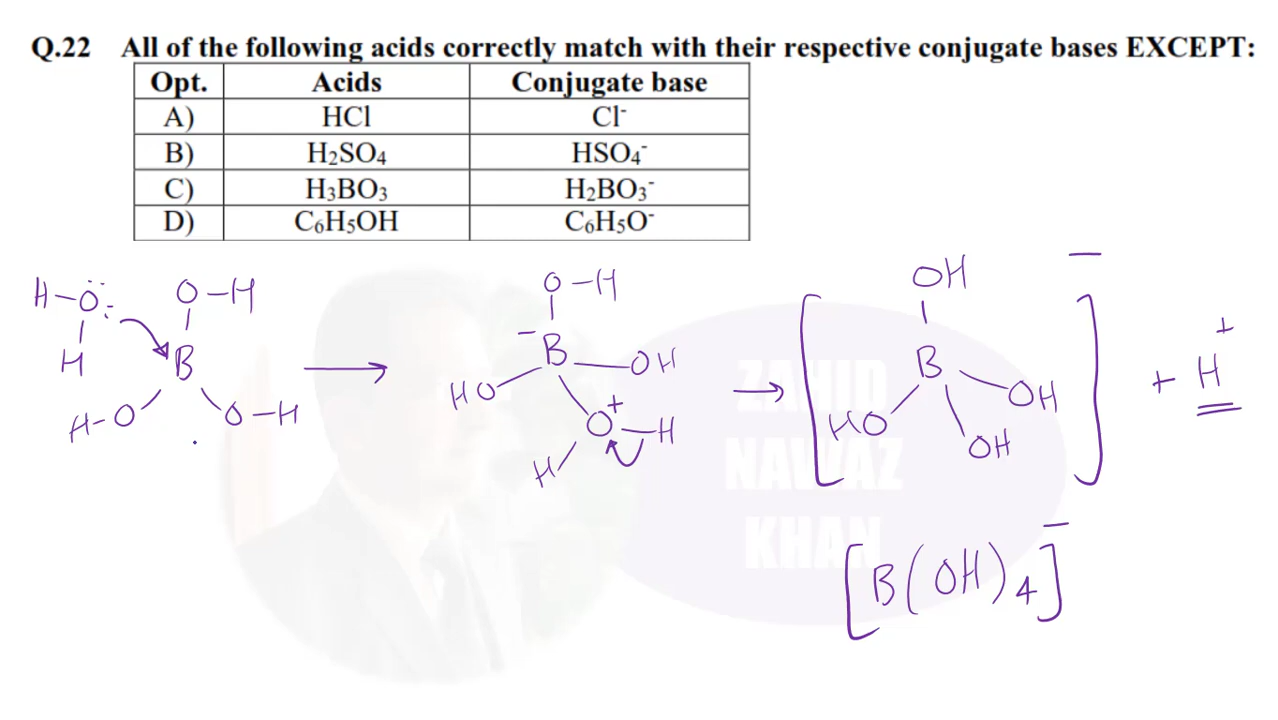 Q.22 All of the following acids correctly match with their respective conjugate bases EXCEPT:
Opt. Acids Conjugate base
A) HCl Cl⁻
B) H₂SO₄ HSO₄⁻
C) H₃BO₃ H₂BO₃⁻
D) C₆H₅OH C₆H₅O⁻
H–O: O–H O–H OH –
H B – B OH B + H⁺
H–O O–H HO O⁺–H HO OH OH
H
ZAHID
NAWAZ
KHAN
[B(OH)₄]⁻